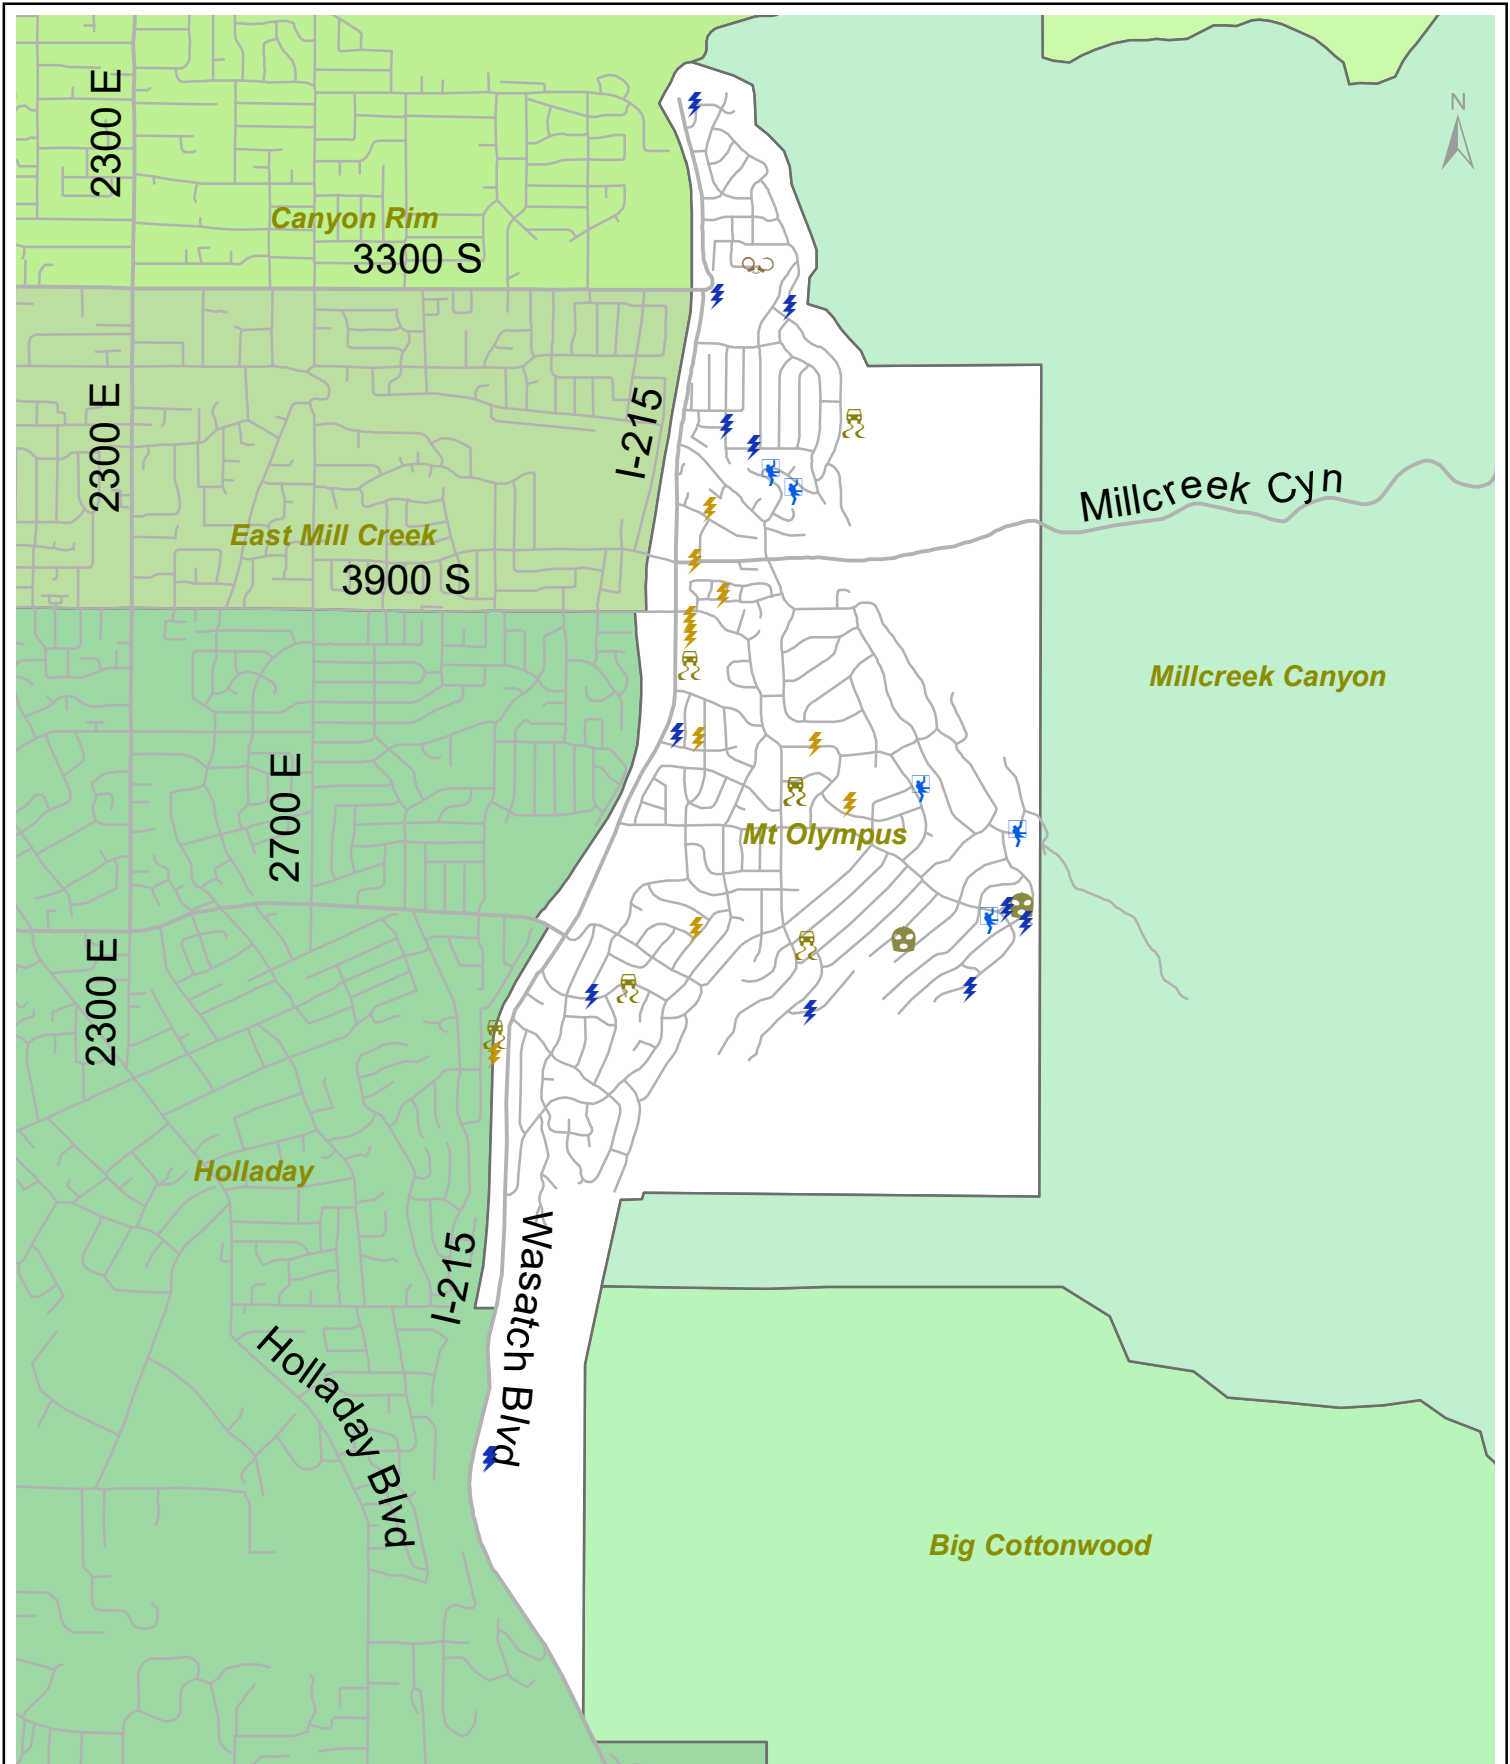 N
2300 E
Canyon Rim
3300 S
I-215
2300 E
Millcreek Cyn
East Mill Creek
3900 S
Millcreek Canyon
2700 E
Mt Olympus
2300 E
Holladay
I-215
Wasatch Blvd
Holladay Blvd
Big Cottonwood